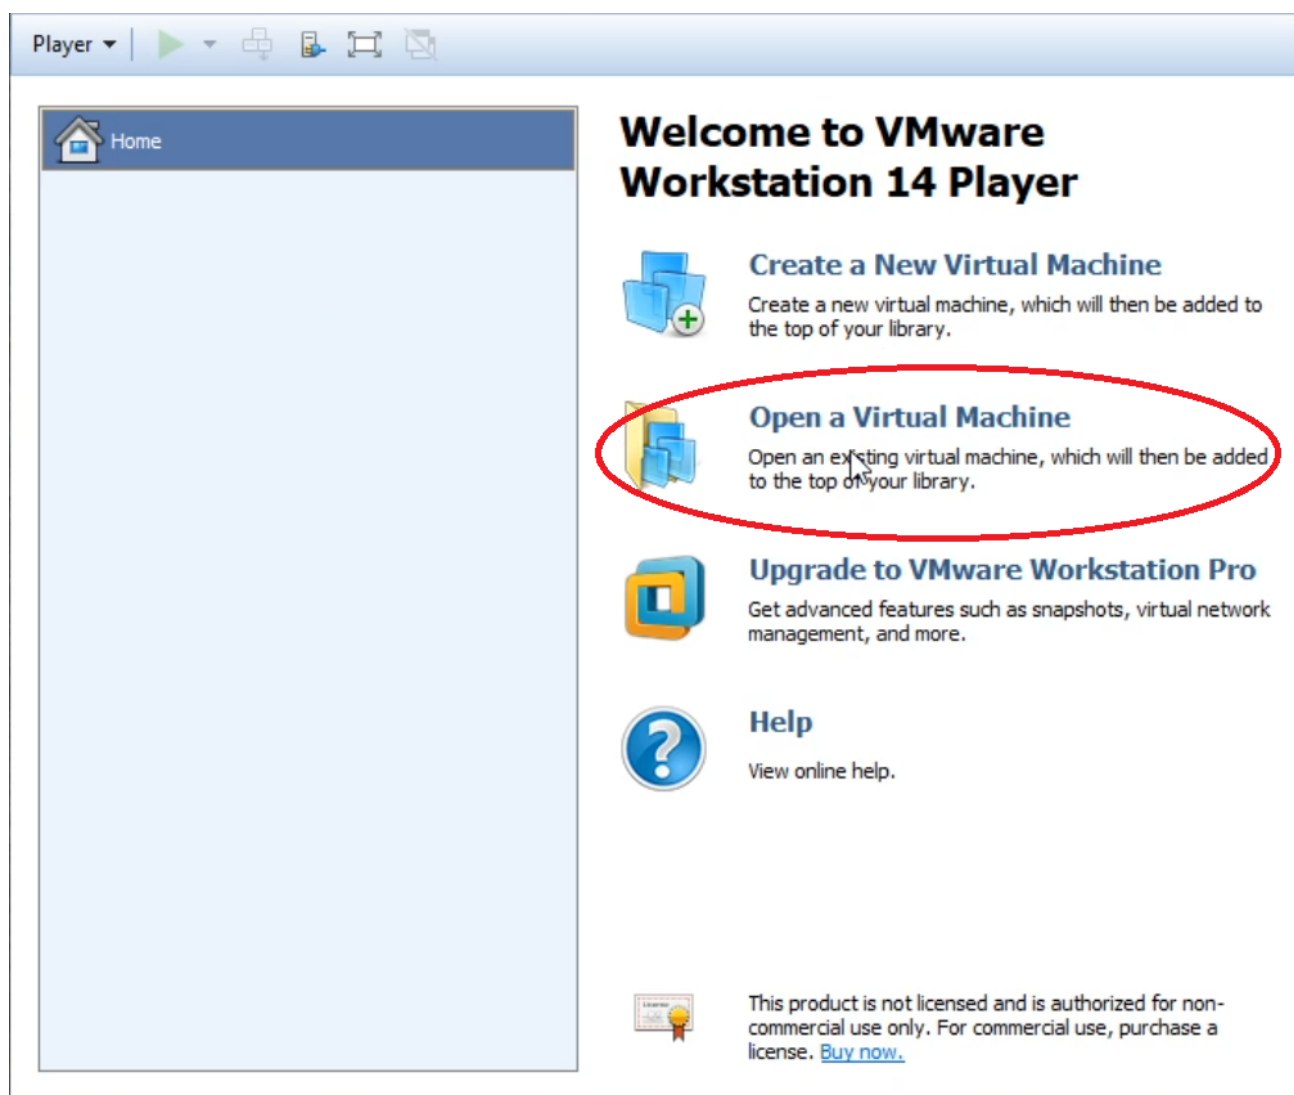 Player
Home
Welcome to VMware
Workstation 14 Player
Create a New Virtual Machine
Create a new virtual machine, which will then be added to
the top of your library.
Open a Virtual Machine
Open an existing virtual machine, which will then be added
to the top of your library.
Upgrade to VMware Workstation Pro
Get advanced features such as snapshots, virtual network
management, and more.
Help
View online help.
This product is not licensed and is authorized for non-
commercial use only. For commercial use, purchase a
license. Buy now.